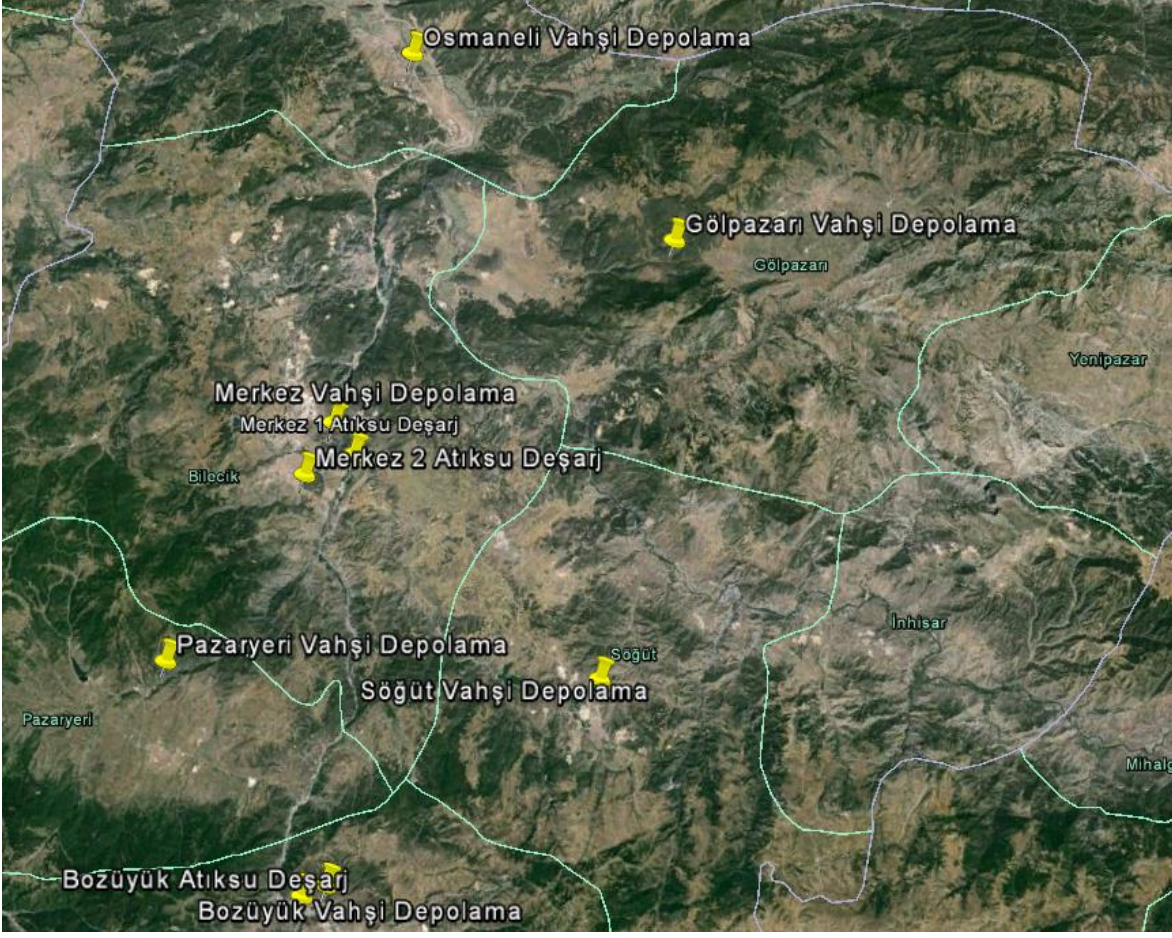 Osmaneli Vahşi Depolama
Gölpazarı Vahşi Depolama
Gölpazarı
Yenipazar
Merkez Vahşi Depolama
Merkez 1 Atıksu Deşarj
Merkez 2 Atıksu Deşarj
Bilecik
İnhisar
Pazaryeri Vahşi Depolama
Söğüt
Söğüt Vahşi Depolama
Pazaryeri
Mihalg
Bozüyük Atıksu Deşarj
Bozüyük Vahşi Depolama